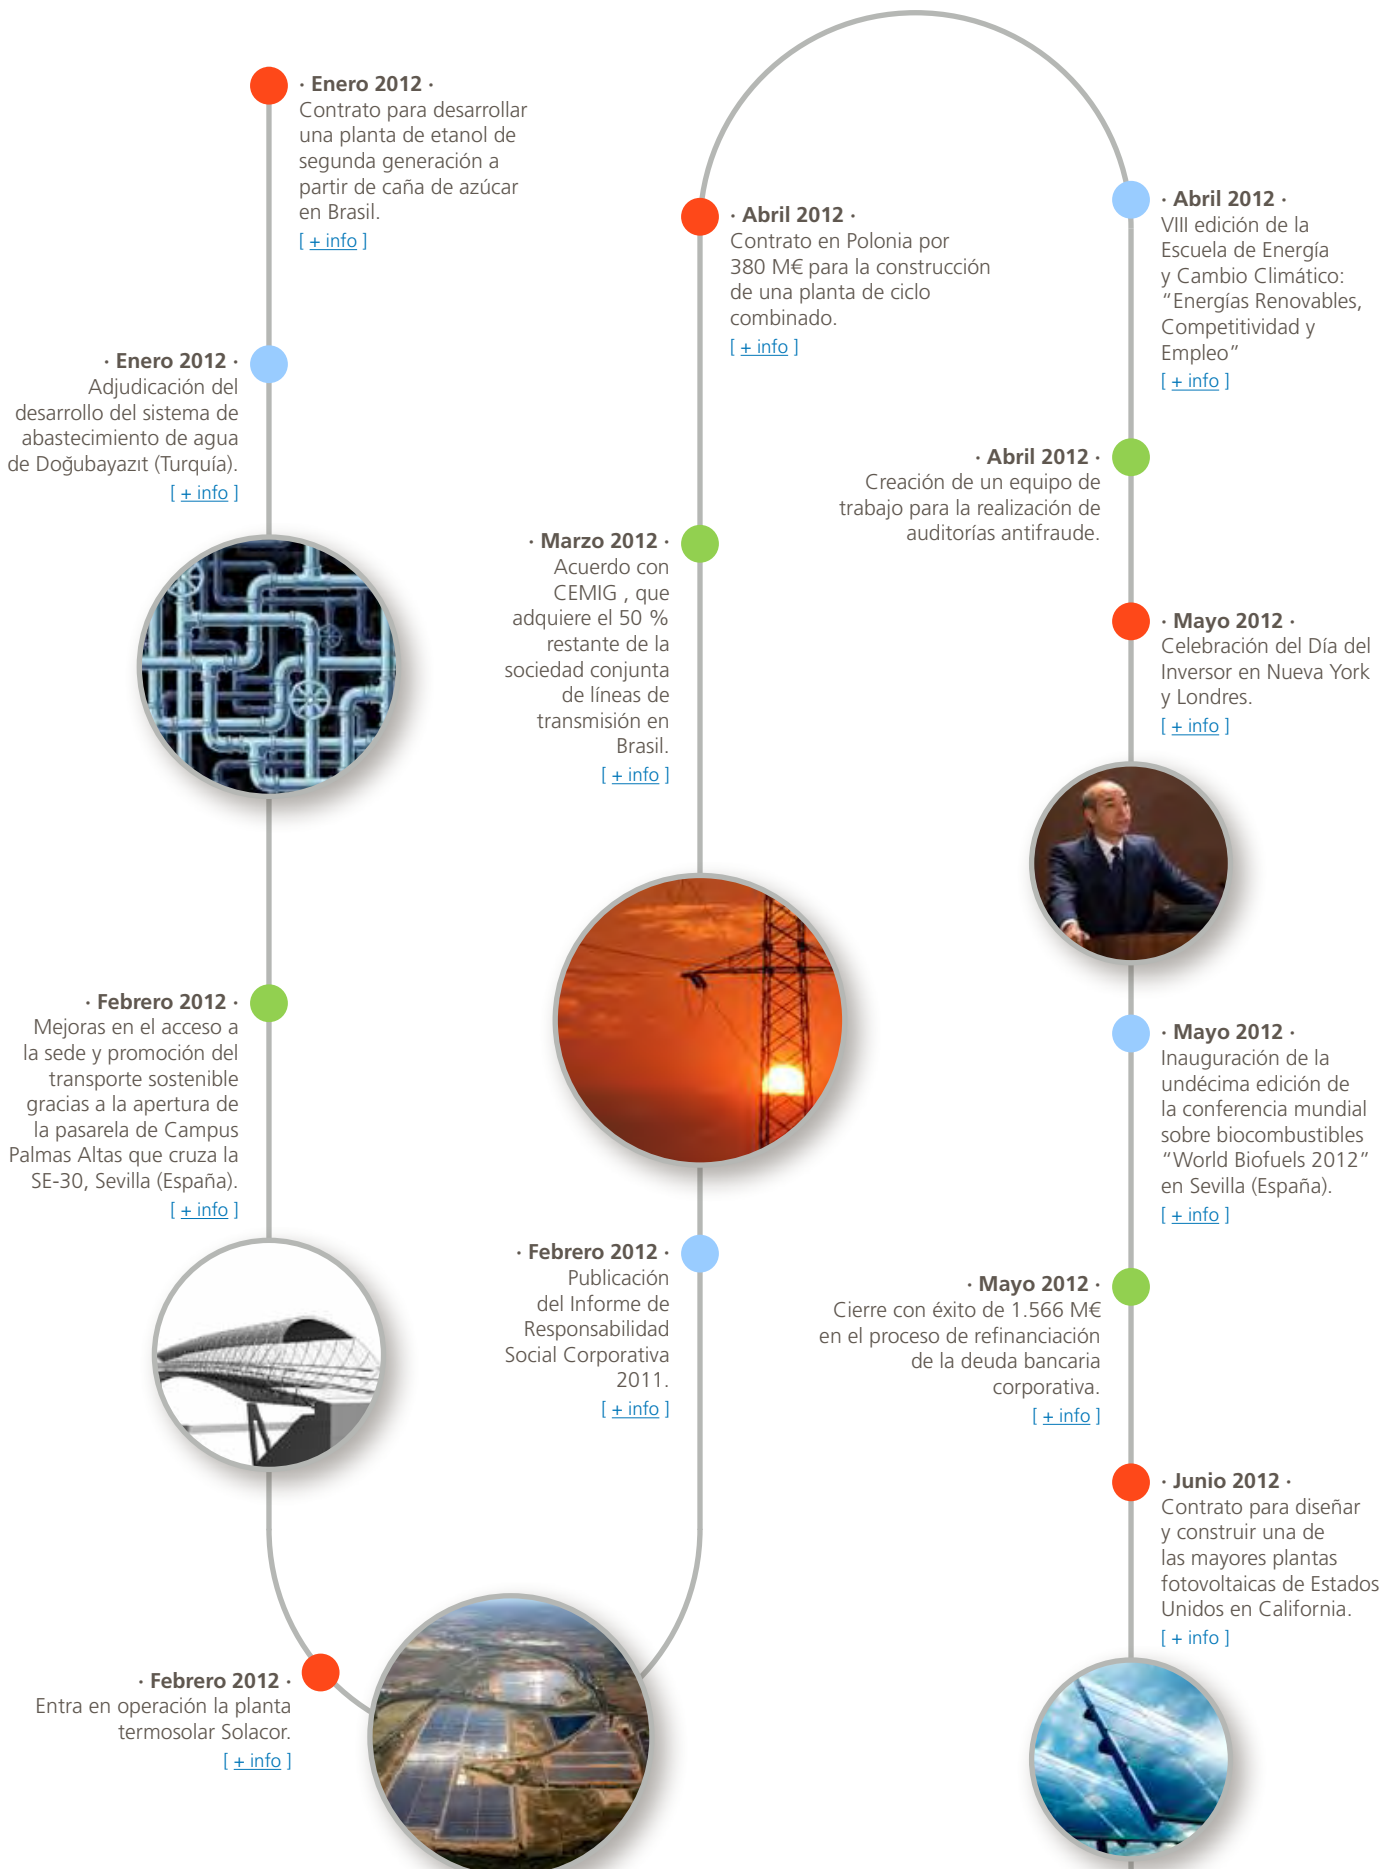 · Enero 2012 ·
Contrato para desarrollar
una planta de etanol de
segunda generación a
partir de caña de azúcar
en Brasil.
[ + info ]
· Enero 2012 ·
Adjudicación del
desarrollo del sistema de
abastecimiento de agua
de Doğubayazıt (Turquía).
[ + info ]
· Febrero 2012 ·
Mejoras en el acceso a
la sede y promoción del
transporte sostenible
gracias a la apertura de
la pasarela de Campus
Palmas Altas que cruza la
SE-30, Sevilla (España).
[ + info ]
· Febrero 2012 ·
Entra en operación la planta
termosolar Solacor.
[ + info ]
· Febrero 2012 ·
Publicación
del Informe de
Responsabilidad
Social Corporativa
2011.
[ + info ]
· Marzo 2012 ·
Acuerdo con
CEMIG , que
adquiere el 50 %
restante de la
sociedad conjunta
de líneas de
transmisión en
Brasil.
[ + info ]
· Abril 2012 ·
Contrato en Polonia por
380 M€ para la construcción
de una planta de ciclo
combinado.
[ + info ]
· Abril 2012 ·
VIII edición de la
Escuela de Energía
y Cambio Climático:
“Energías Renovables,
Competitividad y
Empleo”
[ + info ]
· Abril 2012 ·
Creación de un equipo de
trabajo para la realización de
auditorías antifraude.
· Mayo 2012 ·
Celebración del Día del
Inversor en Nueva York
y Londres.
[ + info ]
· Mayo 2012 ·
Inauguración de la
undécima edición de
la conferencia mundial
sobre biocombustibles
“World Biofuels 2012”
en Sevilla (España).
[ + info ]
· Mayo 2012 ·
Cierre con éxito de 1.566 M€
en el proceso de refinanciación
de la deuda bancaria
corporativa.
[ + info ]
· Junio 2012 ·
Contrato para diseñar
y construir una de
las mayores plantas
fotovoltaicas de Estados
Unidos en California.
[ + info ]